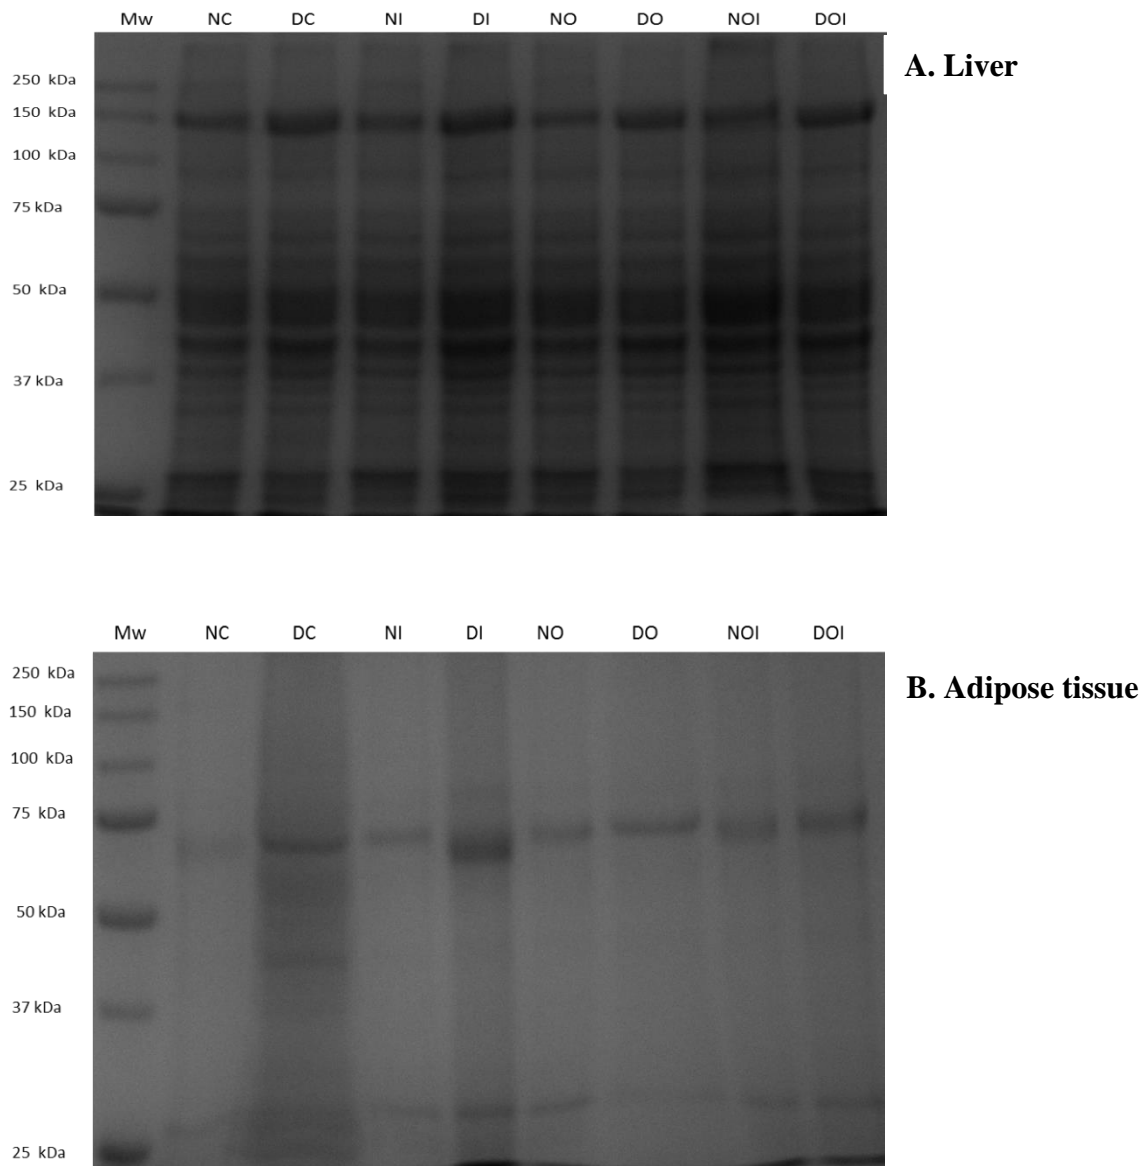 Mw NC DC NI DI NO DO NOI DOI
A. Liver
250 kDa
150 kDa
100 kDa
75 kDa
50 kDa
37 kDa
25 kDa
Mw NC DC NI DI NO DO NOI DOI
B. Adipose tissue
250 kDa
150 kDa
100 kDa
75 kDa
50 kDa
37 kDa
25 kDa